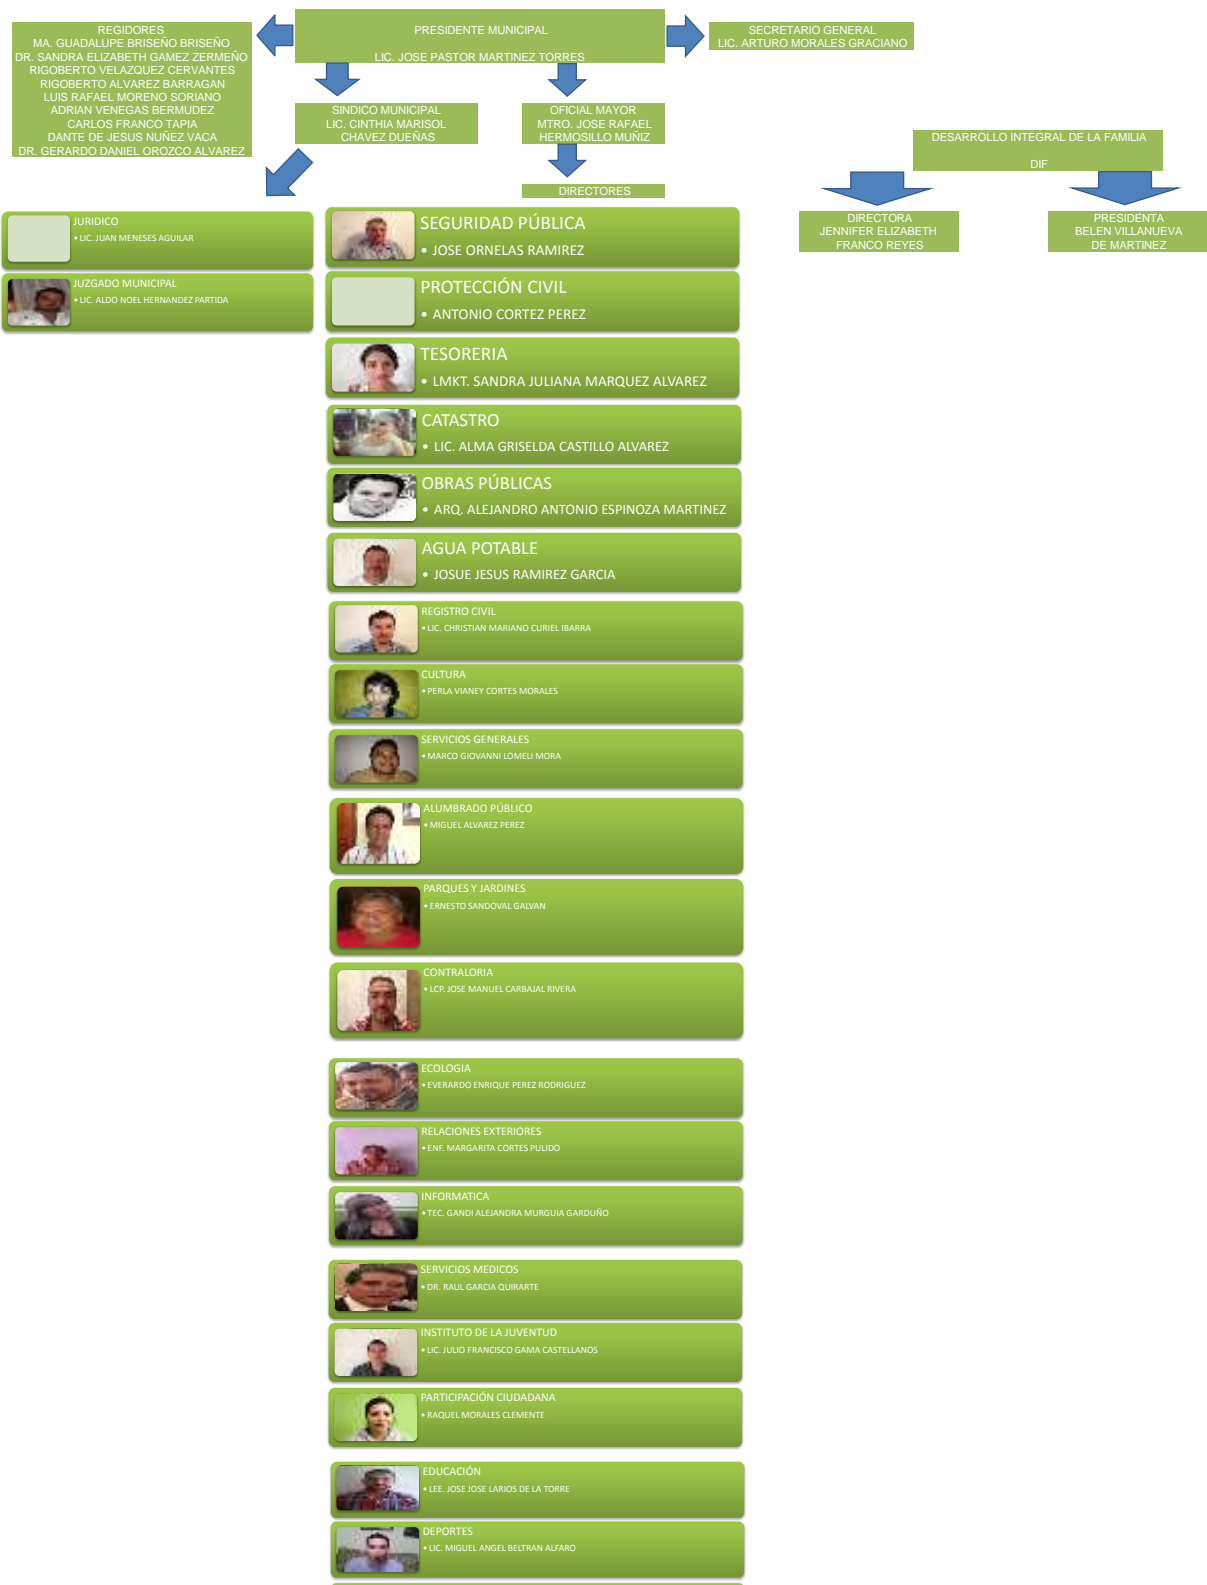 REGIDORES
MA. GUADALUPE BRISEÑO BRISEÑO
DR. SANDRA ELIZABETH GAMEZ ZERMEÑO
RIGOBERTO VELAZQUEZ CERVANTES
RIGOBERTO ALVAREZ BARRAGAN
LUIS RAFAEL MORENO SORIANO
ADRIAN VENEGAS BERMUDEZ
CARLOS FRANCO TAPIA
DANTE DE JESUS NUÑEZ VACA
DR. GERARDO DANIEL OROZCO ALVAREZ
PRESIDENTE MUNICIPAL
LIC. JOSE PASTOR MARTINEZ TORRES
SECRETARIO GENERAL
LIC. ARTURO MORALES GRACIANO
SINDICO MUNICIPAL
LIC. CINTHIA MARISOL
CHAVEZ DUEÑAS
OFICIAL MAYOR
MTRO. JOSE RAFAEL
HERMOSILLO MUÑIZ
DIRECTORES
DESARROLLO INTEGRAL DE LA FAMILIA
DIF
DIRECTORA
JENNIFER ELIZABETH
FRANCO REYES
PRESIDENTA
BELEN VILLANUEVA
DE MARTINEZ
JURIDICO
• LIC. JUAN MENESES AGUILAR
JUZGADO MUNICIPAL
• LIC. ALDO NOEL HERNANDEZ PARTIDA
SEGURIDAD PÚBLICA
• JOSE ORNELAS RAMIREZ
PROTECCIÓN CIVIL
• ANTONIO CORTEZ PEREZ
TESORERIA
• LMKT. SANDRA JULIANA MARQUEZ ALVAREZ
CATASTRO
• LIC. ALMA GRISELDA CASTILLO ALVAREZ
OBRAS PÚBLICAS
• ARQ. ALEJANDRO ANTONIO ESPINOZA MARTINEZ
AGUA POTABLE
• JOSUE JESUS RAMIREZ GARCIA
REGISTRO CIVIL
• LIC. CHRISTIAN MARIANO CURIEL IBARRA
CULTURA
• PERLA VIANEY CORTES MORALES
SERVICIOS GENERALES
• MARCO GIOVANNI LOMELI MORA
ALUMBRADO PÚBLICO
• MIGUEL ALVAREZ PEREZ
PARQUES Y JARDINES
• ERNESTO SANDOVAL GALVAN
CONTRALORIA
• LCP. JOSE MANUEL CARBAJAL RIVERA
ECOLOGIA
• EVERARDO ENRIQUE PEREZ RODRIGUEZ
RELACIONES EXTERIORES
• ENF. MARGARITA CORTES PULIDO
INFORMATICA
• TEC. GANDI ALEJANDRA MURGUIA GARDUÑO
SERVICIOS MEDICOS
• DR. RAUL GARCIA QUIRARTE
INSTITUTO DE LA JUVENTUD
• LIC. JULIO FRANCISCO GAMA CASTELLANOS
PARTICIPACIÓN CIUDADANA
• RAQUEL MORALES CLEMENTE
EDUCACIÓN
• LEE. JOSE JOSE LARIOS DE LA TORRE
DEPORTES
• LIC. MIGUEL ANGEL BELTRAN ALFARO